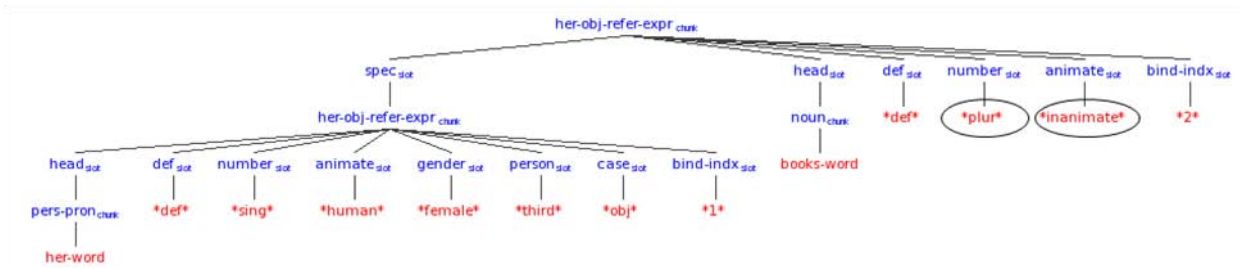 her-obj-refer-expr chunk
spec slot head slot def slot number slot animate slot bind-indx slot
her-obj-refer-expr chunk noun chunk *def* *plur* *inanimate* *2*
head slot def slot number slot animate slot gender slot person slot case slot bind-indx slot books-word
pers-pron chunk *def* *sing* *human* *female* *third* *obj* *1*
her-word